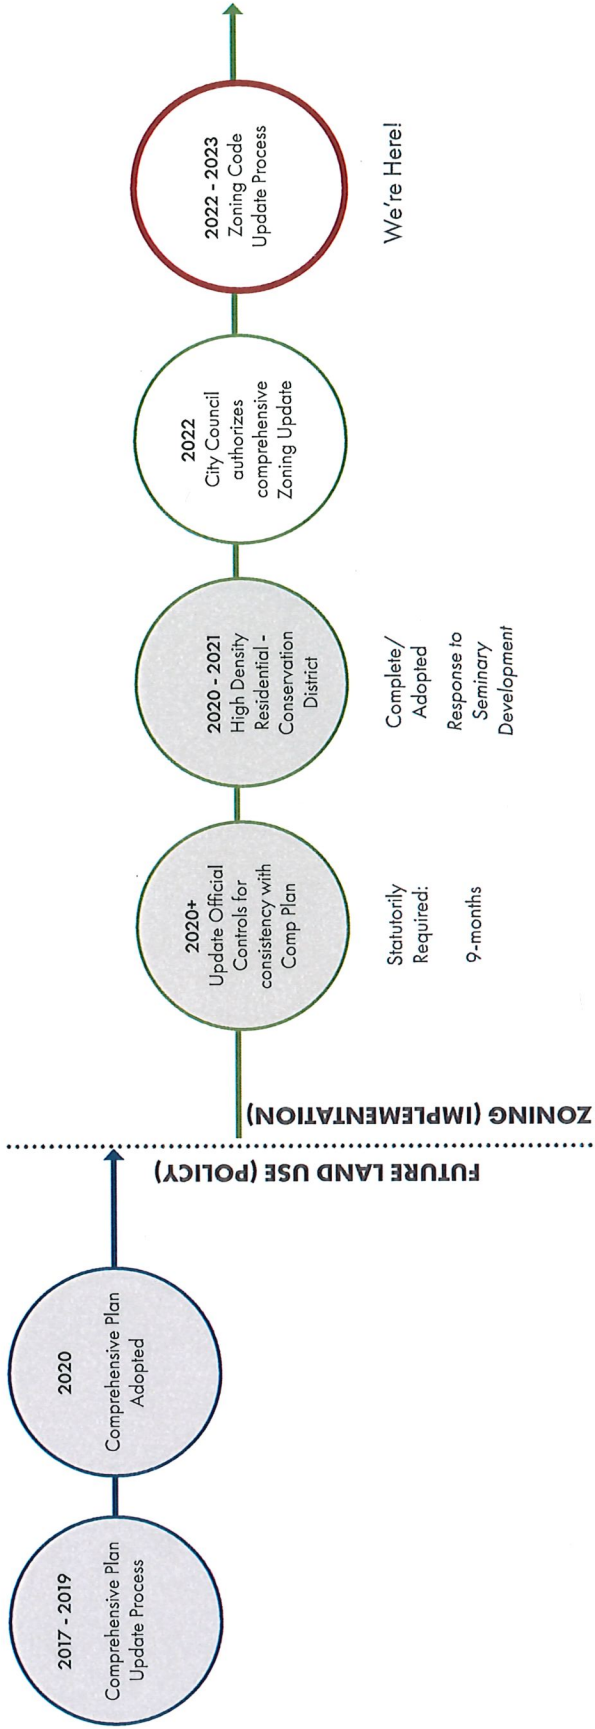 2017 - 2019
Comprehensive Plan
Update Process
2020
Comprehensive Plan
Adopted
FUTURE LAND USE (POLICY)
ZONING (IMPLEMENTATION)
2020+
Update Official
Controls for
consistency with
Comp Plan
Statutorily
Required:
9-months
2020 - 2021
High Density
Residential -
Conservation
District
Complete/
Adopted
Response to
Seminary
Development
2022
City Council
authorizes
comprehensive
Zoning Update
2022 - 2023
Zoning Code
Update Process
We're Here!